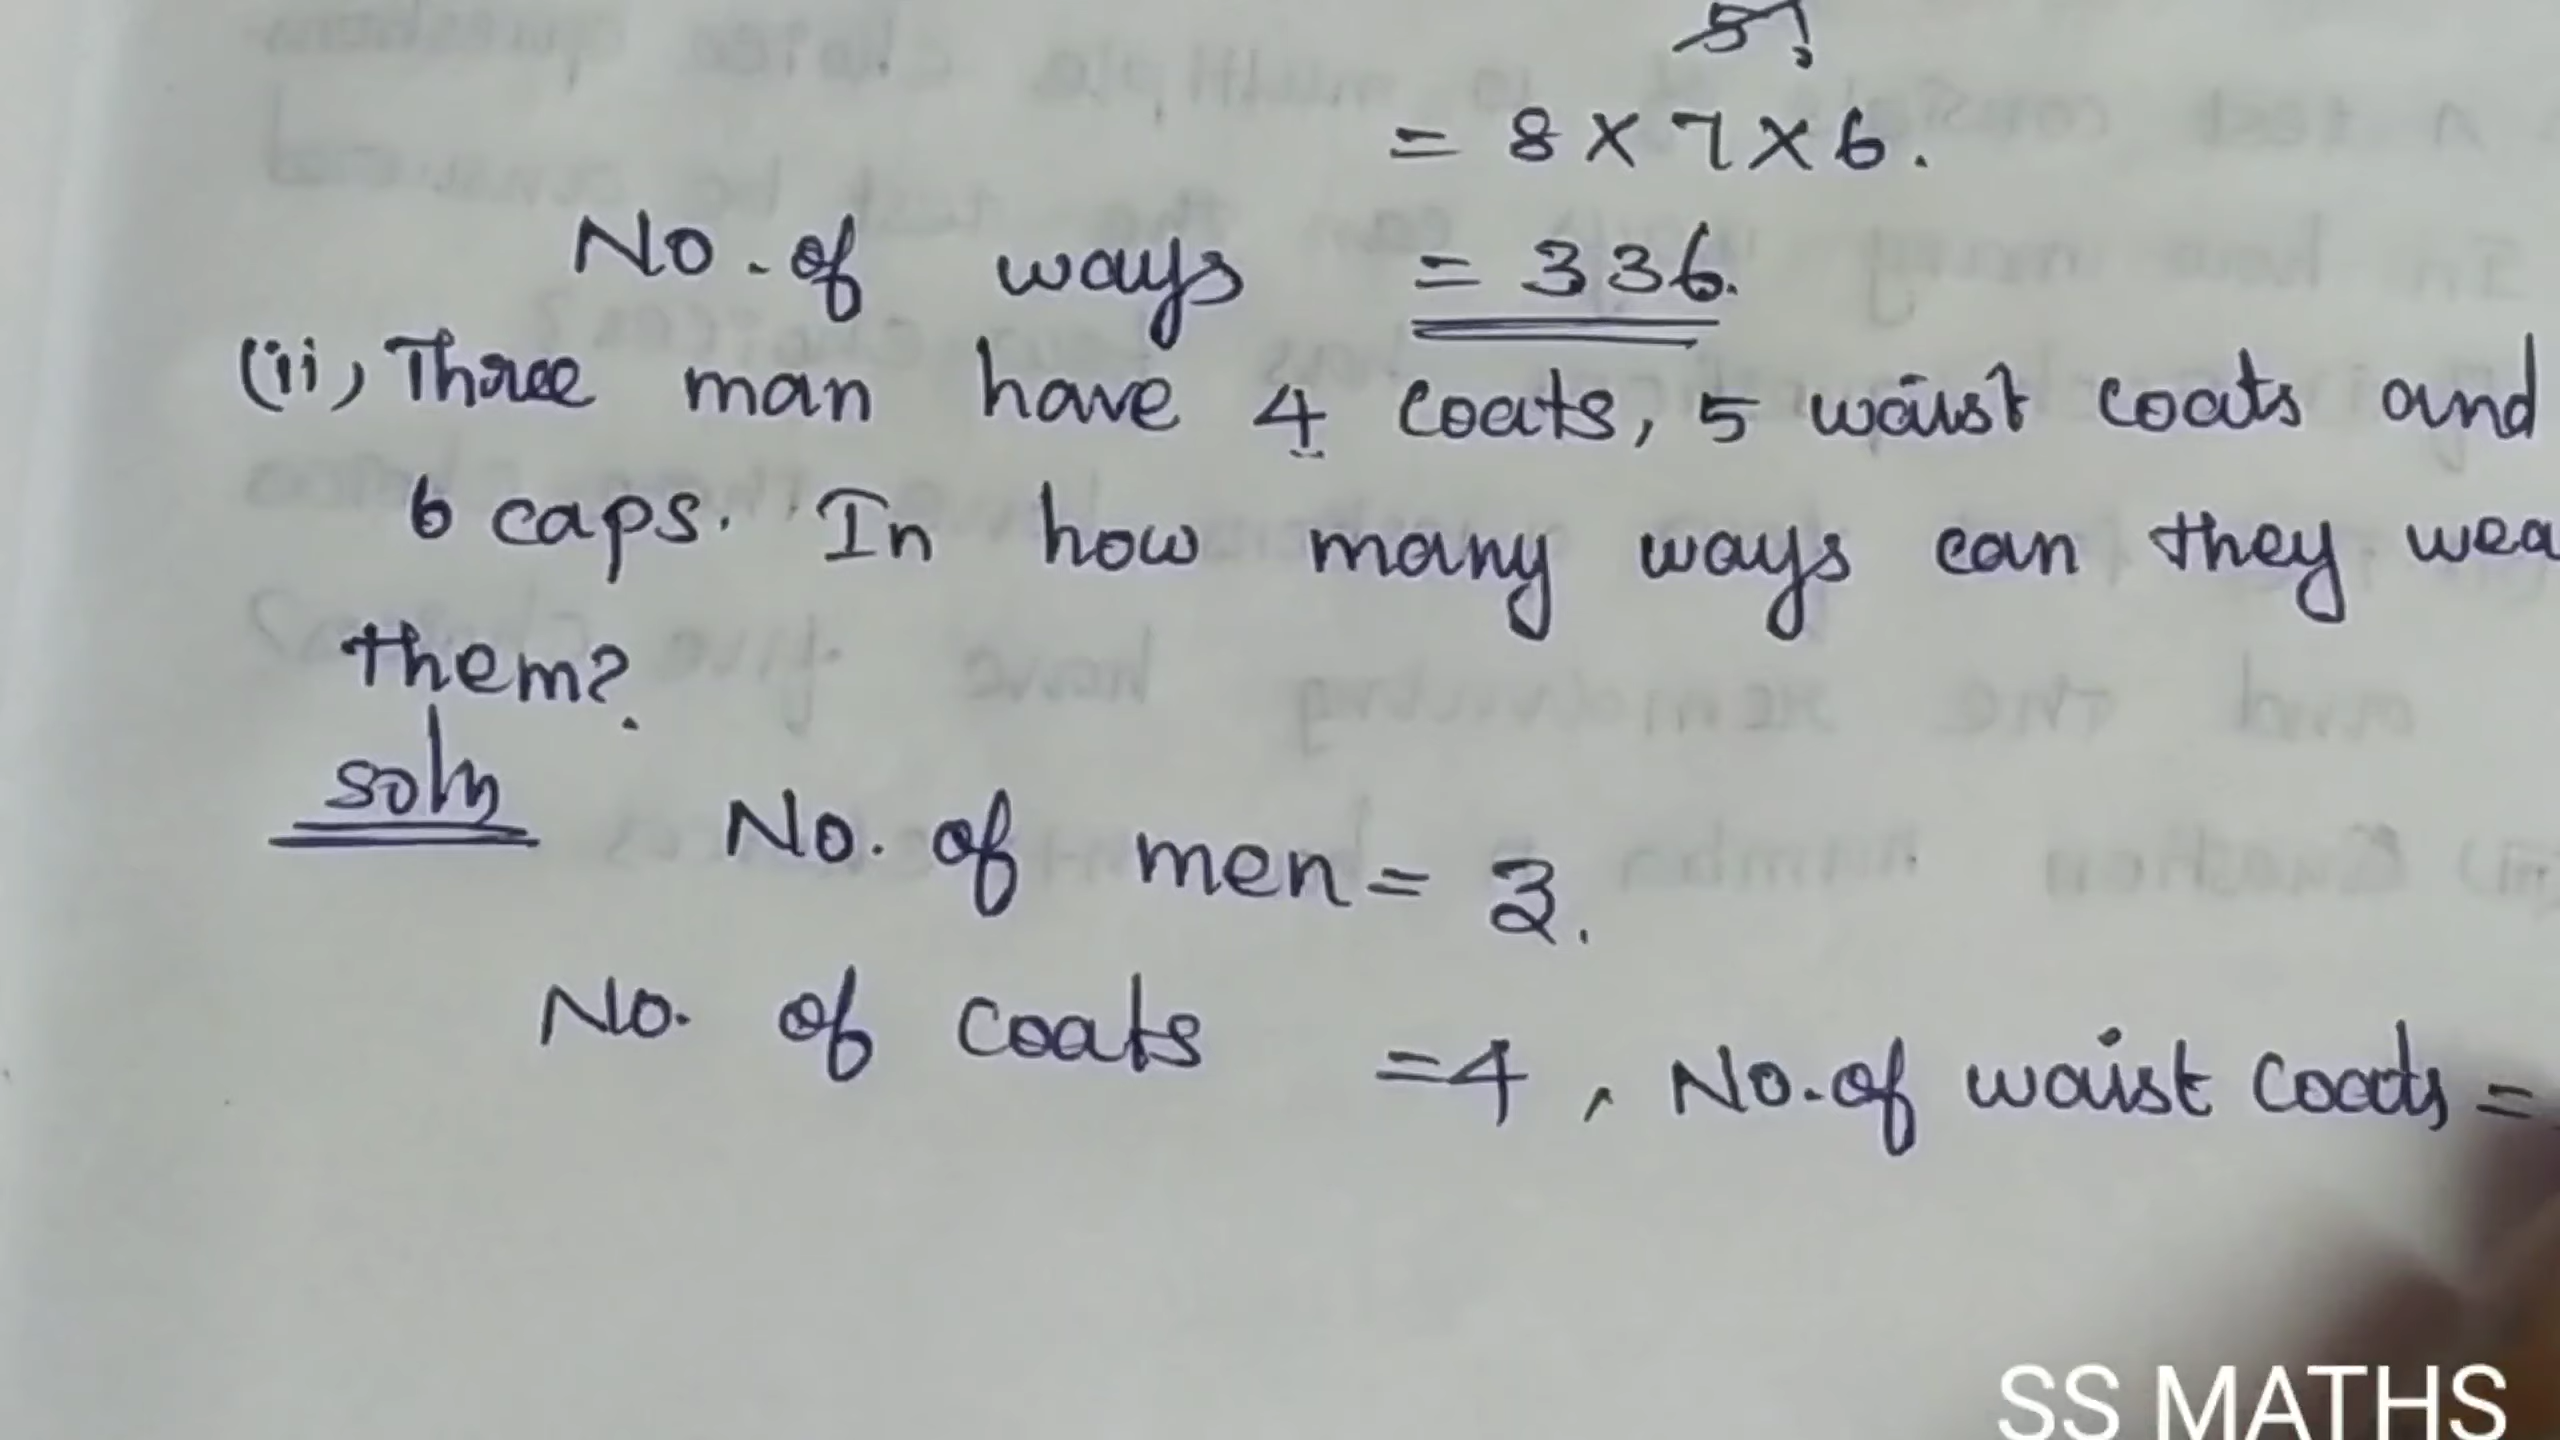 5!
= 8 × 7 × 6.
No. of ways = 336.
(ii) Three man have 4 coats, 5 waist coats and
6 caps. In how many ways can they wea
them?
soln No. of men = 3.
No. of coats = 4, No. of waist coats =
SS MATHS